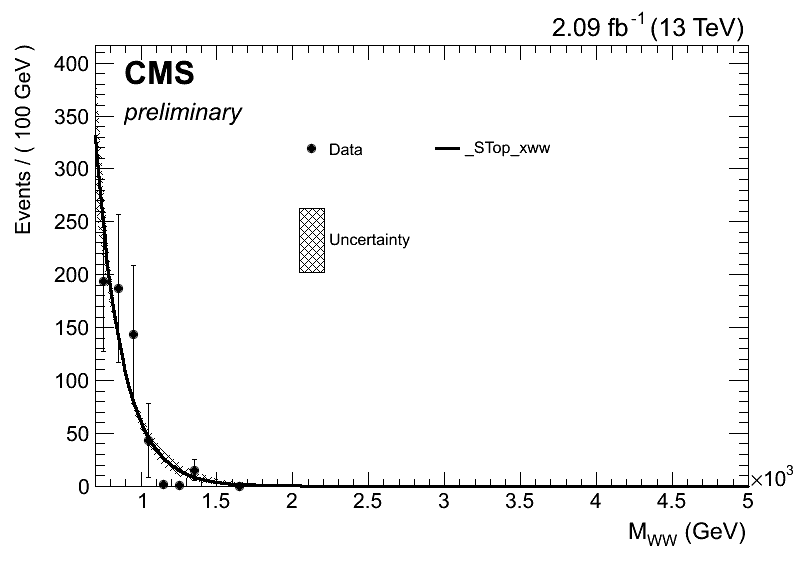 2.09 fb⁻¹ (13 TeV)
CMS
preliminary
Events / ( 100 GeV )
400
350
300
250
200
150
100
50
0
Data
_STop_xww
Uncertainty
1 1.5 2 2.5 3 3.5 4 4.5 5
×10³
M_WW (GeV)